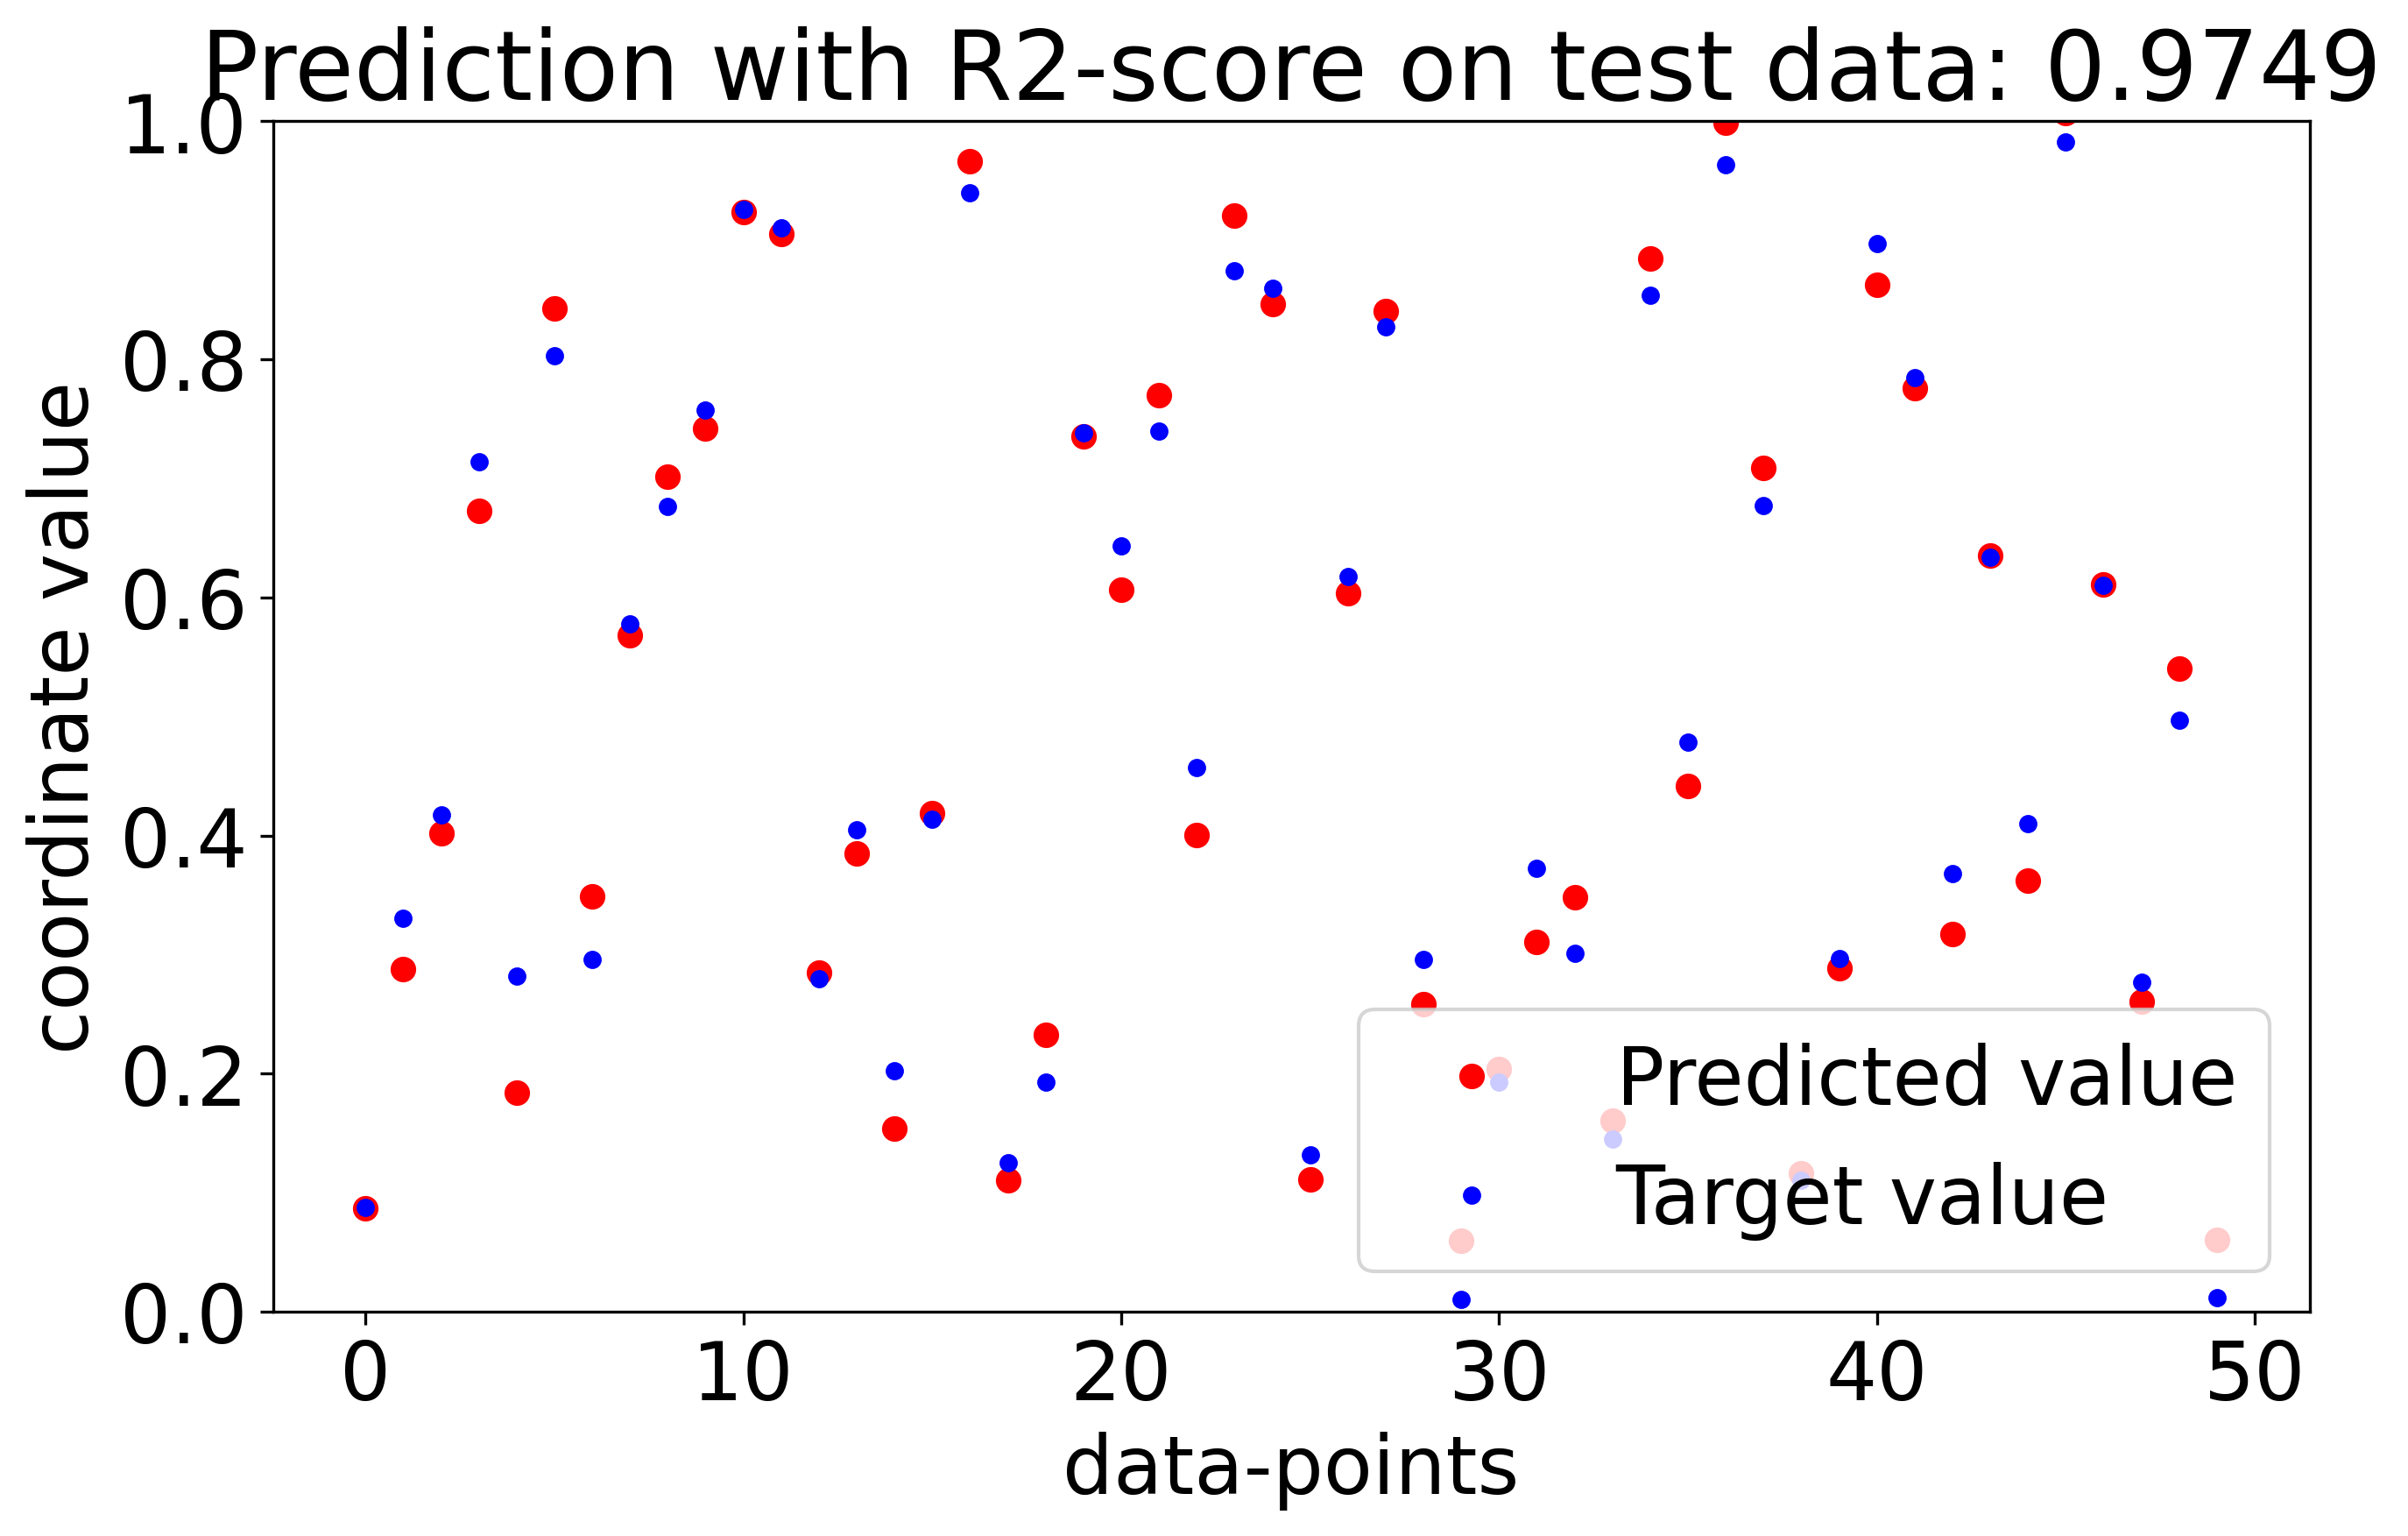 Prediction with R2-score on test data: 0.9749
1.0
0.8
0.6
0.4
0.2
0.0
coordinate value
Predicted value
Target value
0 10 20 30 40 50
data-points